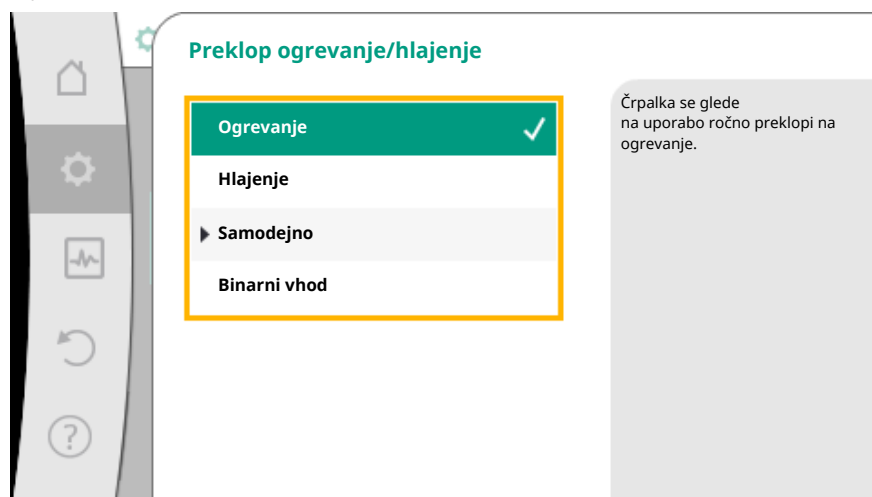 Preklop ogrevanje/hlajenje
Ogrevanje
Hlajenje
Samodejno
Binarni vhod
Črpalka se glede
na uporabo ročno preklopi na
ogrevanje.
?